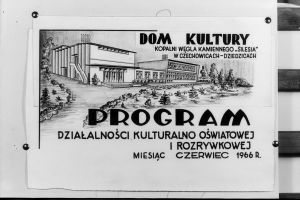 DOM KULTURY
KOPALNI WĘGLA KAMIENNEGO „SILESIA"
W CZECHOWICACH-DZIEDZICACH
PROGRAM
DZIAŁALNOŚCI KULTURALNO OŚWIATOWEJ
I ROZRYWKOWEJ
MIESIĄC CZERWIEC 1966 R.